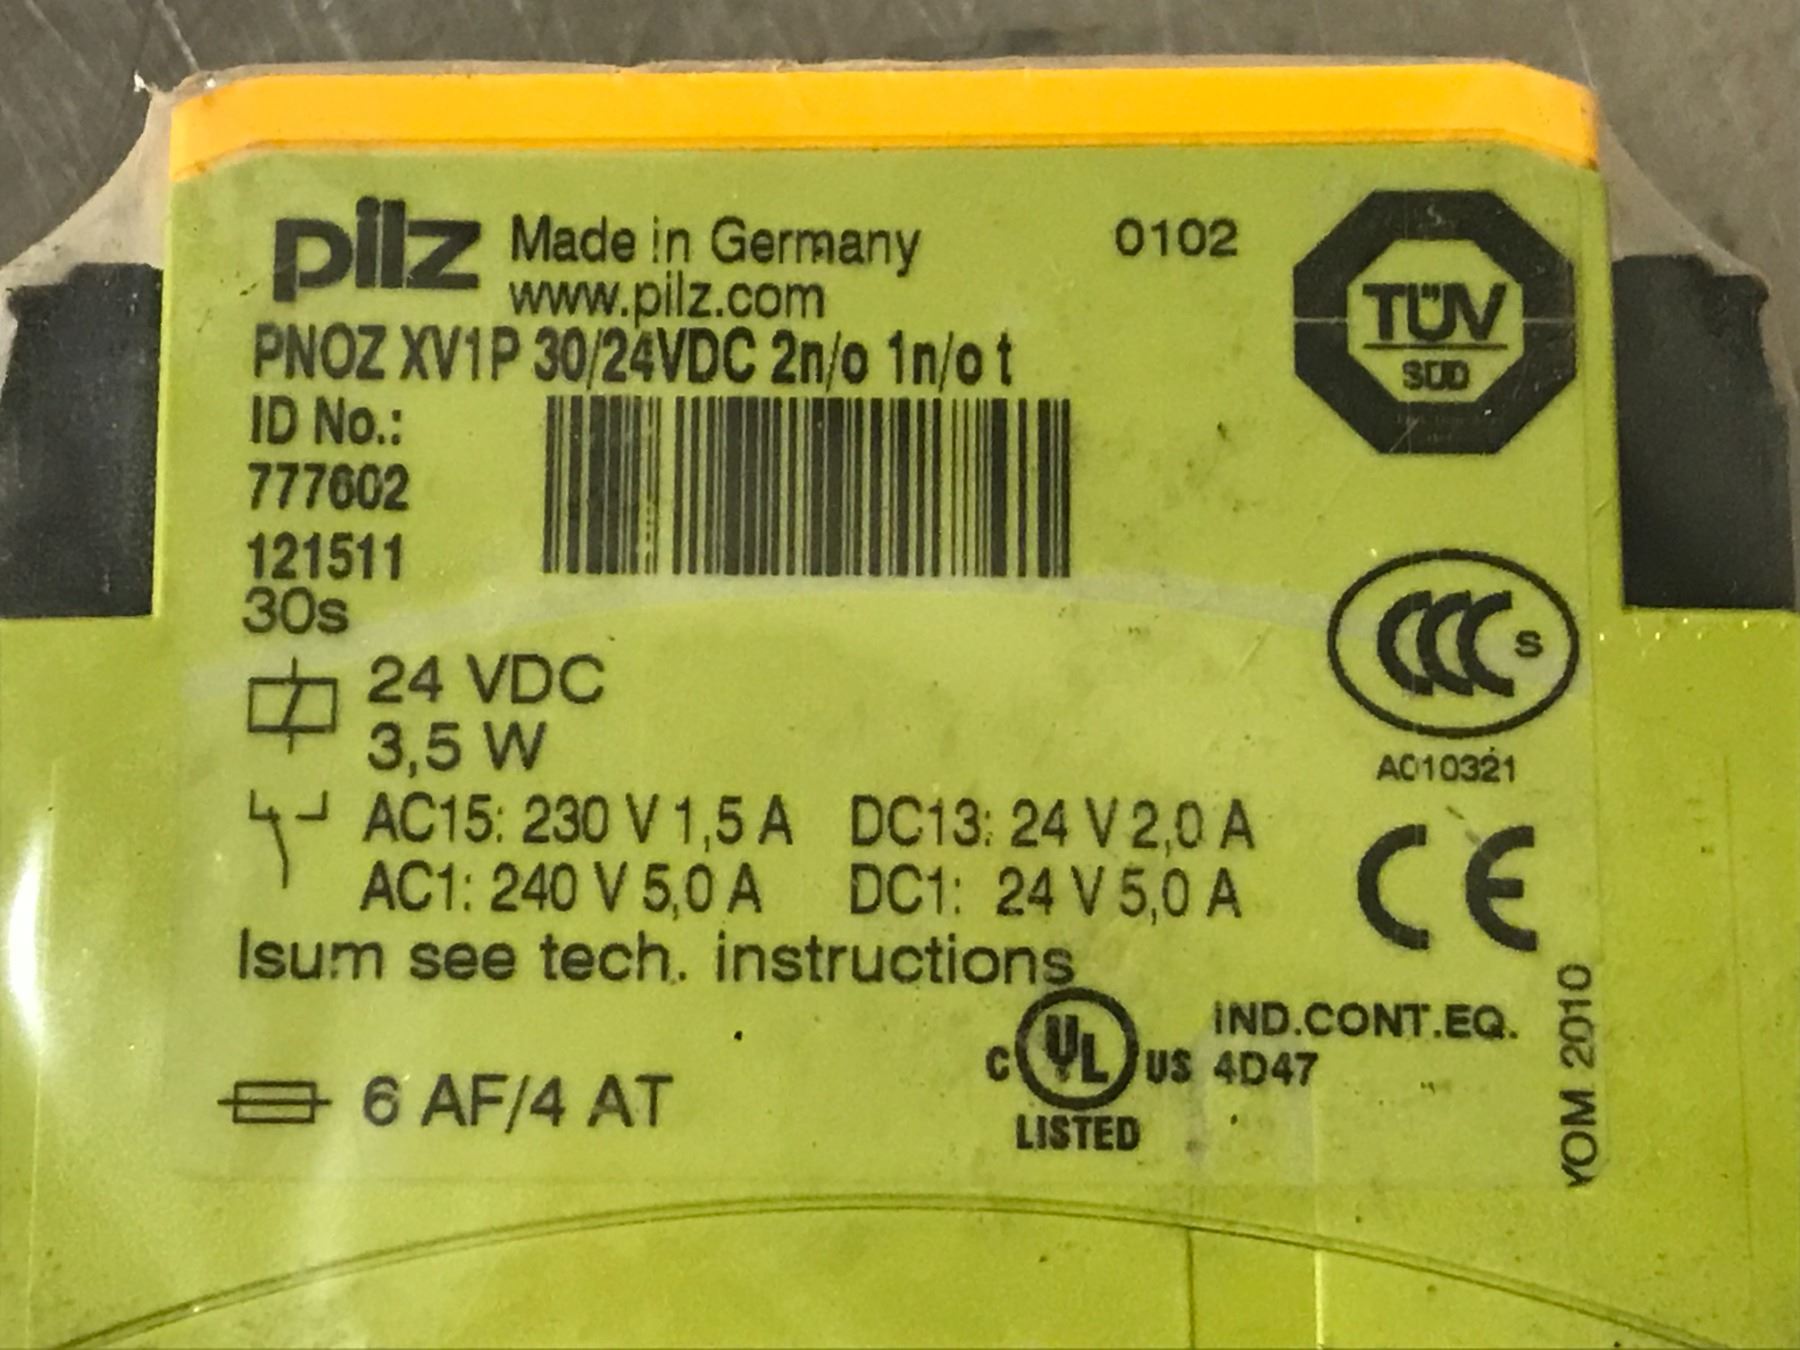 pilz Made in Germany 0102
www.pilz.com
PNOZ XV1P 30/24VDC 2n/o 1n/o t
ID No.:
777602
121511
30s
24 VDC
3,5 W
AC15: 230 V 1,5 A DC13: 24 V 2,0 A
AC1: 240 V 5,0 A DC1: 24 V 5,0 A
Isum see tech. instructions
6 AF/4 AT
TÜV
SÜD
CCC S
A010321
CE
C UL US
LISTED
IND.CONT.EQ.
4D47
YOM 2010